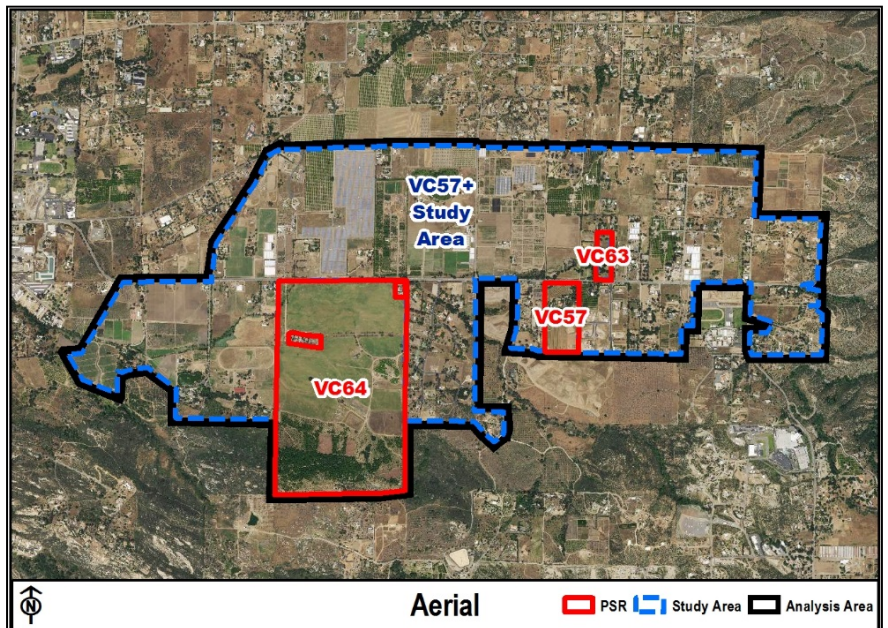 VC57+
Study
Area
VC63
VC57
VC64
N
Aerial
PSR
Study Area
Analysis Area